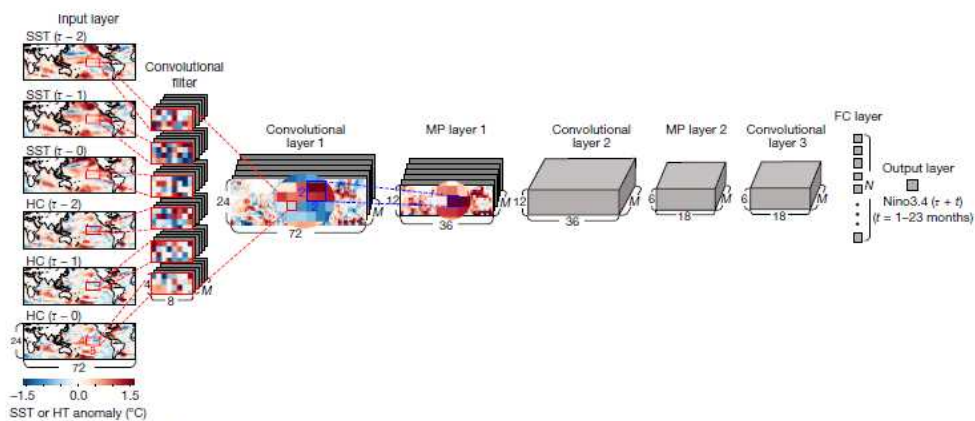 Input layer
SST (τ − 2)
SST (τ − 1)
SST (τ − 0)
HC (τ − 2)
HC (τ − 1)
HC (τ − 0)
24
72
4
8
−1.5
0.0
1.5
SST or HT anomaly (°C)
Convolutional
filter
4
8
M
Convolutional
layer 1
24
2
72
M
MP layer 1
12
36
M
Convolutional
layer 2
12
36
M
MP layer 2
6
18
M
Convolutional
layer 3
6
18
M
FC layer
N
Output layer
Nino3.4 (τ + t)
(t = 1–23 months)